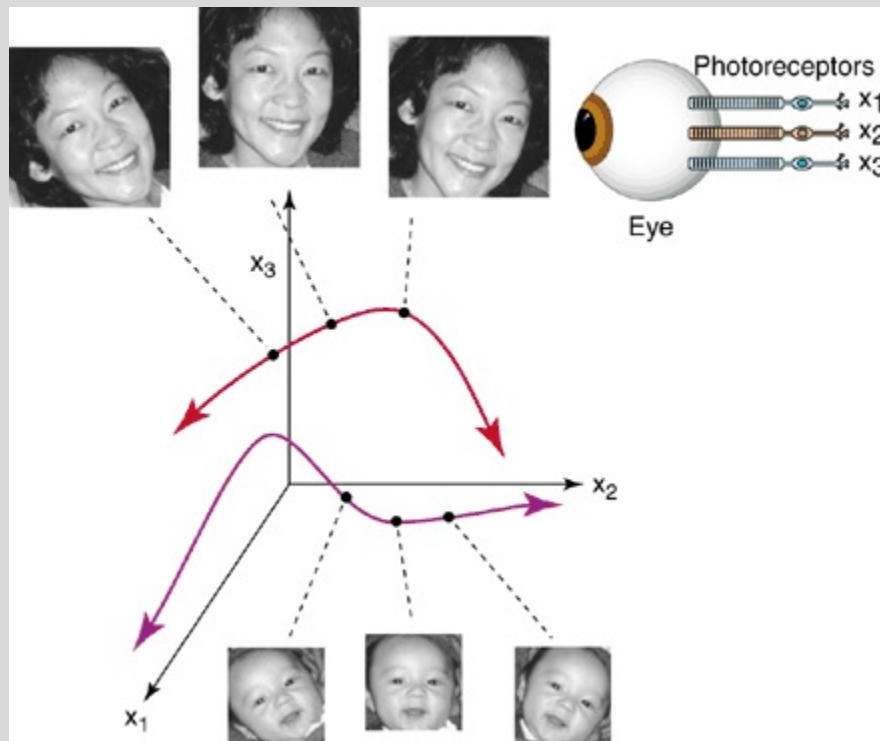 Photoreceptors
x₁
x₂
x₃
Eye
x₃
x₂
x₁